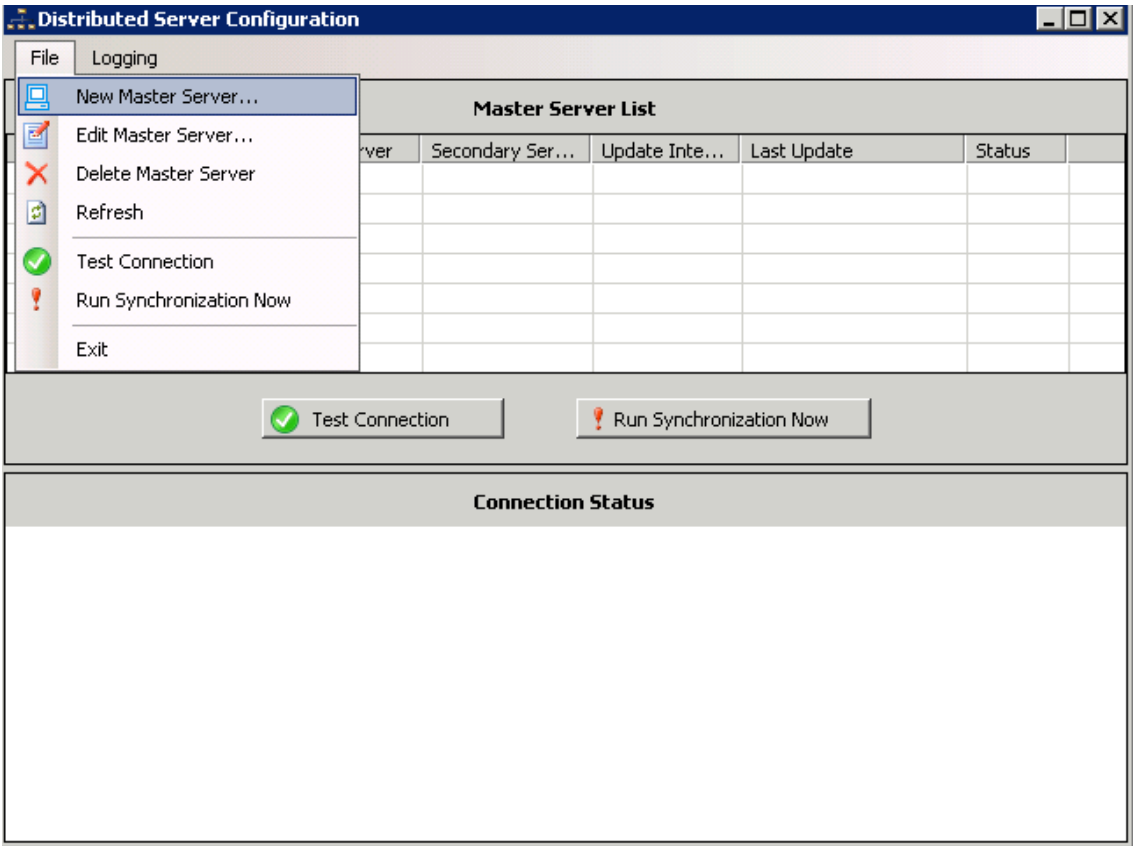 Distributed Server Configuration
File Logging
New Master Server...
Master Server List
Edit Master Server...
rver Secondary Ser... Update Inte... Last Update Status
Delete Master Server
Refresh
Test Connection
Run Synchronization Now
Exit
Test Connection Run Synchronization Now
Connection Status